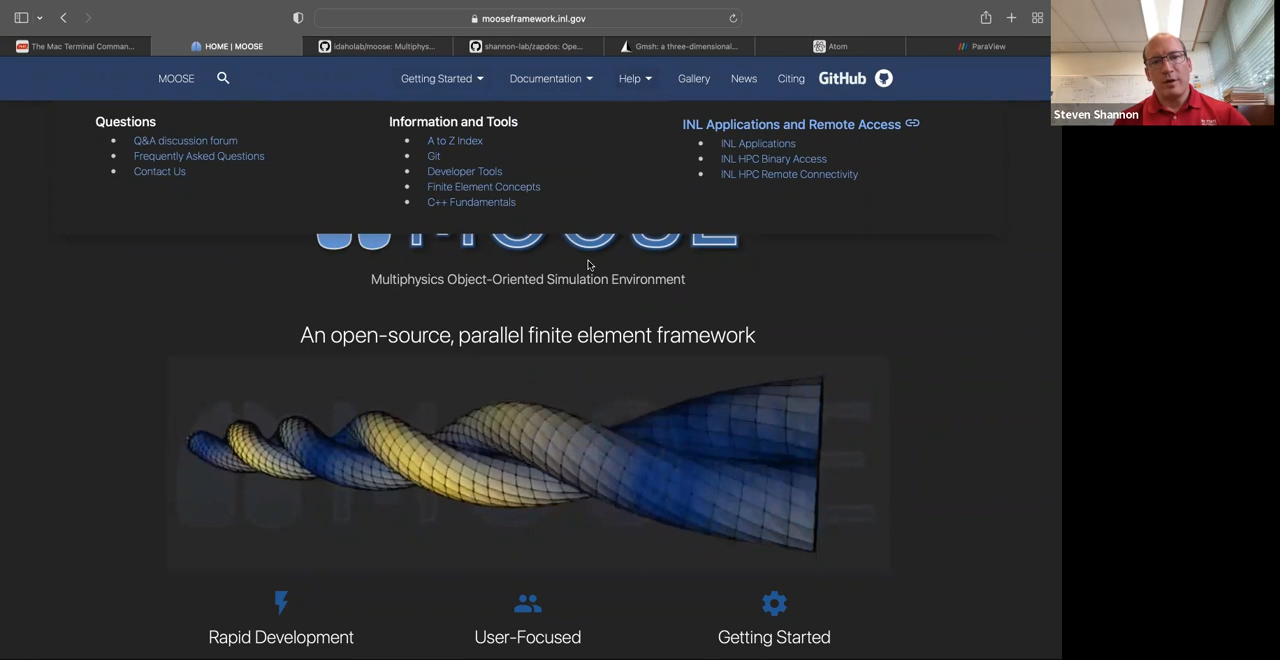 mooseframework.inl.gov
The Mac Terminal Comman...
HOME | MOOSE
idaholab/moose: Multiphys...
shannon-lab/zapdos: Ope...
Gmsh: a three-dimensional...
Atom
ParaView
MOOSE
Getting Started
Documentation
Help
Gallery
News
Citing
GitHub
Steven Shannon
Questions
Q&A discussion forum
Frequently Asked Questions
Contact Us
Information and Tools
A to Z Index
Git
Developer Tools
Finite Element Concepts
C++ Fundamentals
INL Applications and Remote Access
INL Applications
INL HPC Binary Access
INL HPC Remote Connectivity
MOOSE
Multiphysics Object-Oriented Simulation Environment
An open-source, parallel finite element framework
Rapid Development
User-Focused
Getting Started